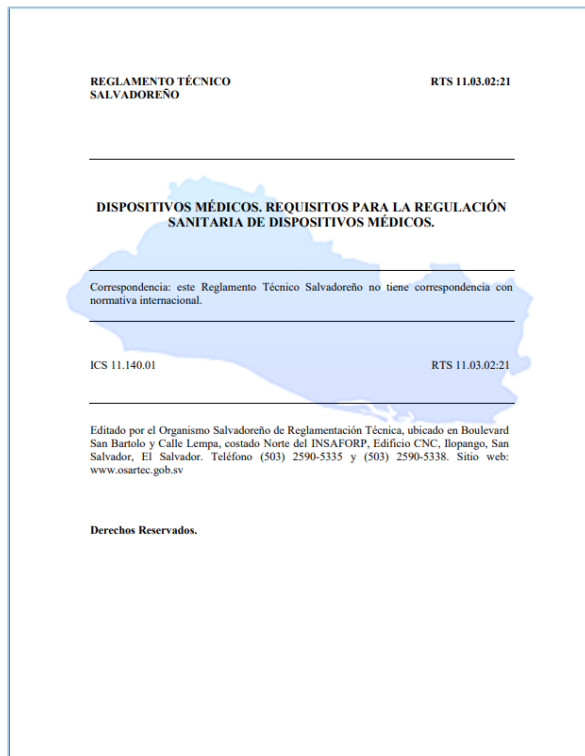 REGLAMENTO TÉCNICO
RTS 11.03.02:21
SALVADOREÑO
DISPOSITIVOS MÉDICOS. REQUISITOS PARA LA REGULACIÓN
SANITARIA DE DISPOSITIVOS MÉDICOS.
Correspondencia: este Reglamento Técnico Salvadoreño no tiene correspondencia con
normativa internacional.
ICS 11.140.01
RTS 11.03.02:21
Editado por el Organismo Salvadoreño de Reglamentación Técnica, ubicado en Boulevard
San Bartolo y Calle Lempa, costado Norte del INSAFORP, Edificio CNC, Ilopango, San
Salvador, El Salvador. Teléfono (503) 2590-5335 y (503) 2590-5338. Sitio web:
www.osartec.gob.sv
Derechos Reservados.